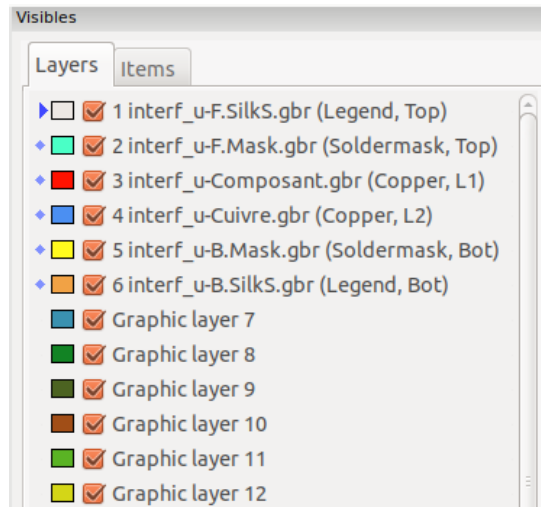 Visibles
Layers Items
1 interf_u-F.SilkS.gbr (Legend, Top)
2 interf_u-F.Mask.gbr (Soldermask, Top)
3 interf_u-Composant.gbr (Copper, L1)
4 interf_u-Cuivre.gbr (Copper, L2)
5 interf_u-B.Mask.gbr (Soldermask, Bot)
6 interf_u-B.SilkS.gbr (Legend, Bot)
Graphic layer 7
Graphic layer 8
Graphic layer 9
Graphic layer 10
Graphic layer 11
Graphic layer 12